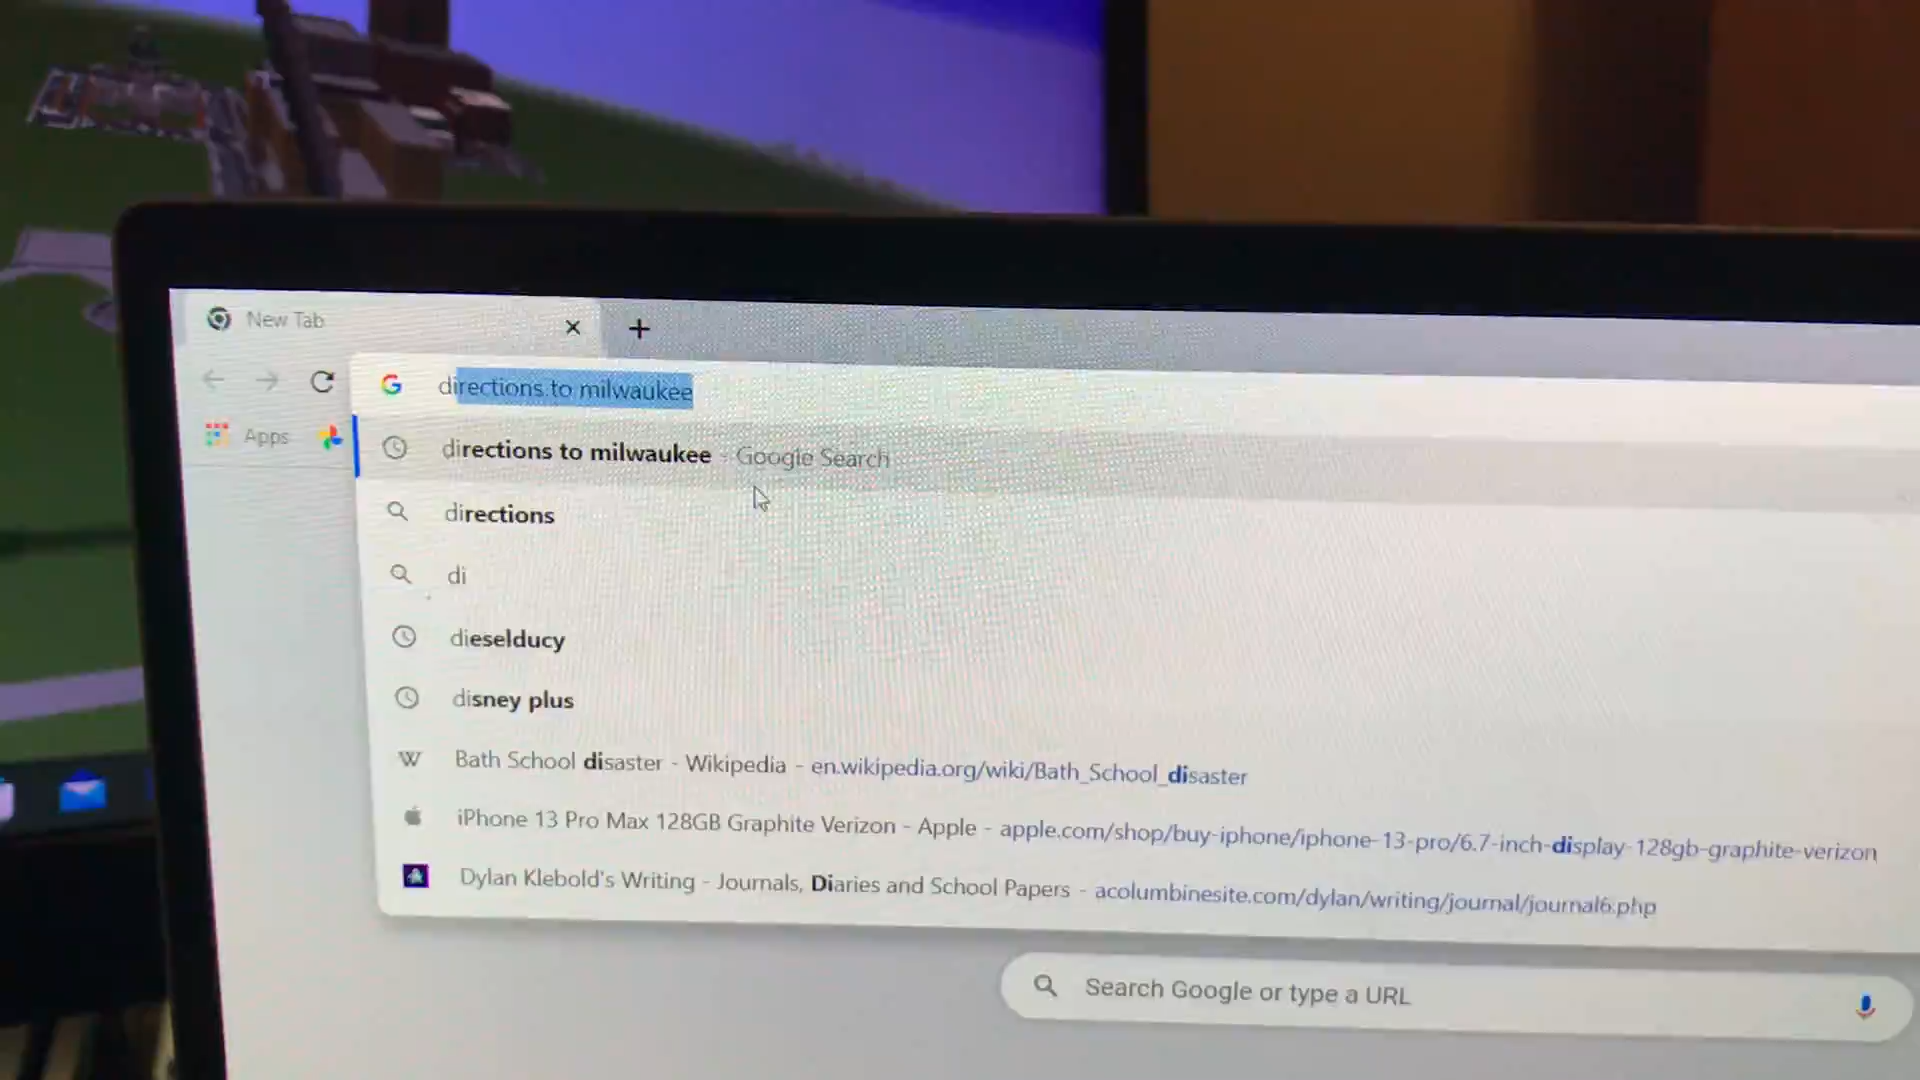 New Tab
directions to milwaukee
Apps
directions to milwaukee - Google Search
directions
di
dieselducy
disney plus
Bath School disaster - Wikipedia - en.wikipedia.org/wiki/Bath_School_disaster
iPhone 13 Pro Max 128GB Graphite Verizon - Apple - apple.com/shop/buy-iphone/iphone-13-pro/6.7-inch-display-128gb-graphite-verizon
Dylan Klebold's Writing - Journals, Diaries and School Papers - acolumbinesite.com/dylan/writing/journal/journal6.php
Search Google or type a URL